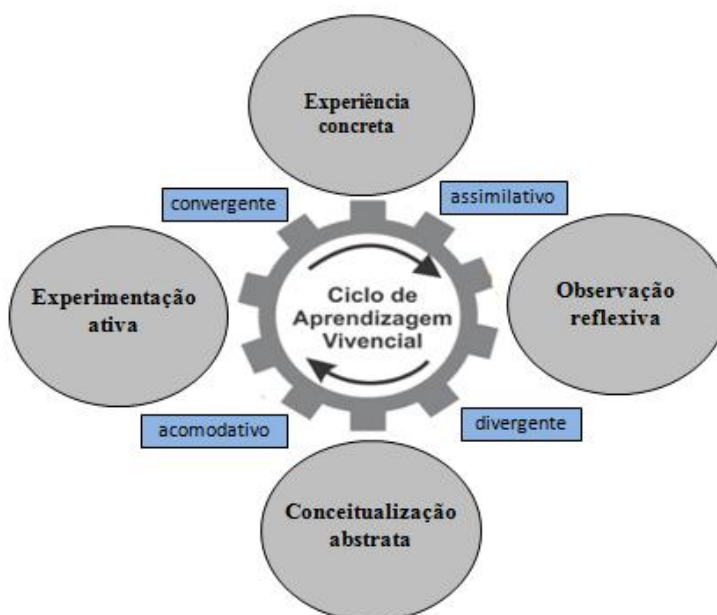 Experiência
concreta
convergente
assimilativo
Experimentação
ativa
Ciclo de
Aprendizagem
Vivencial
Observação
reflexiva
acomodativo
divergente
Conceitualização
abstrata